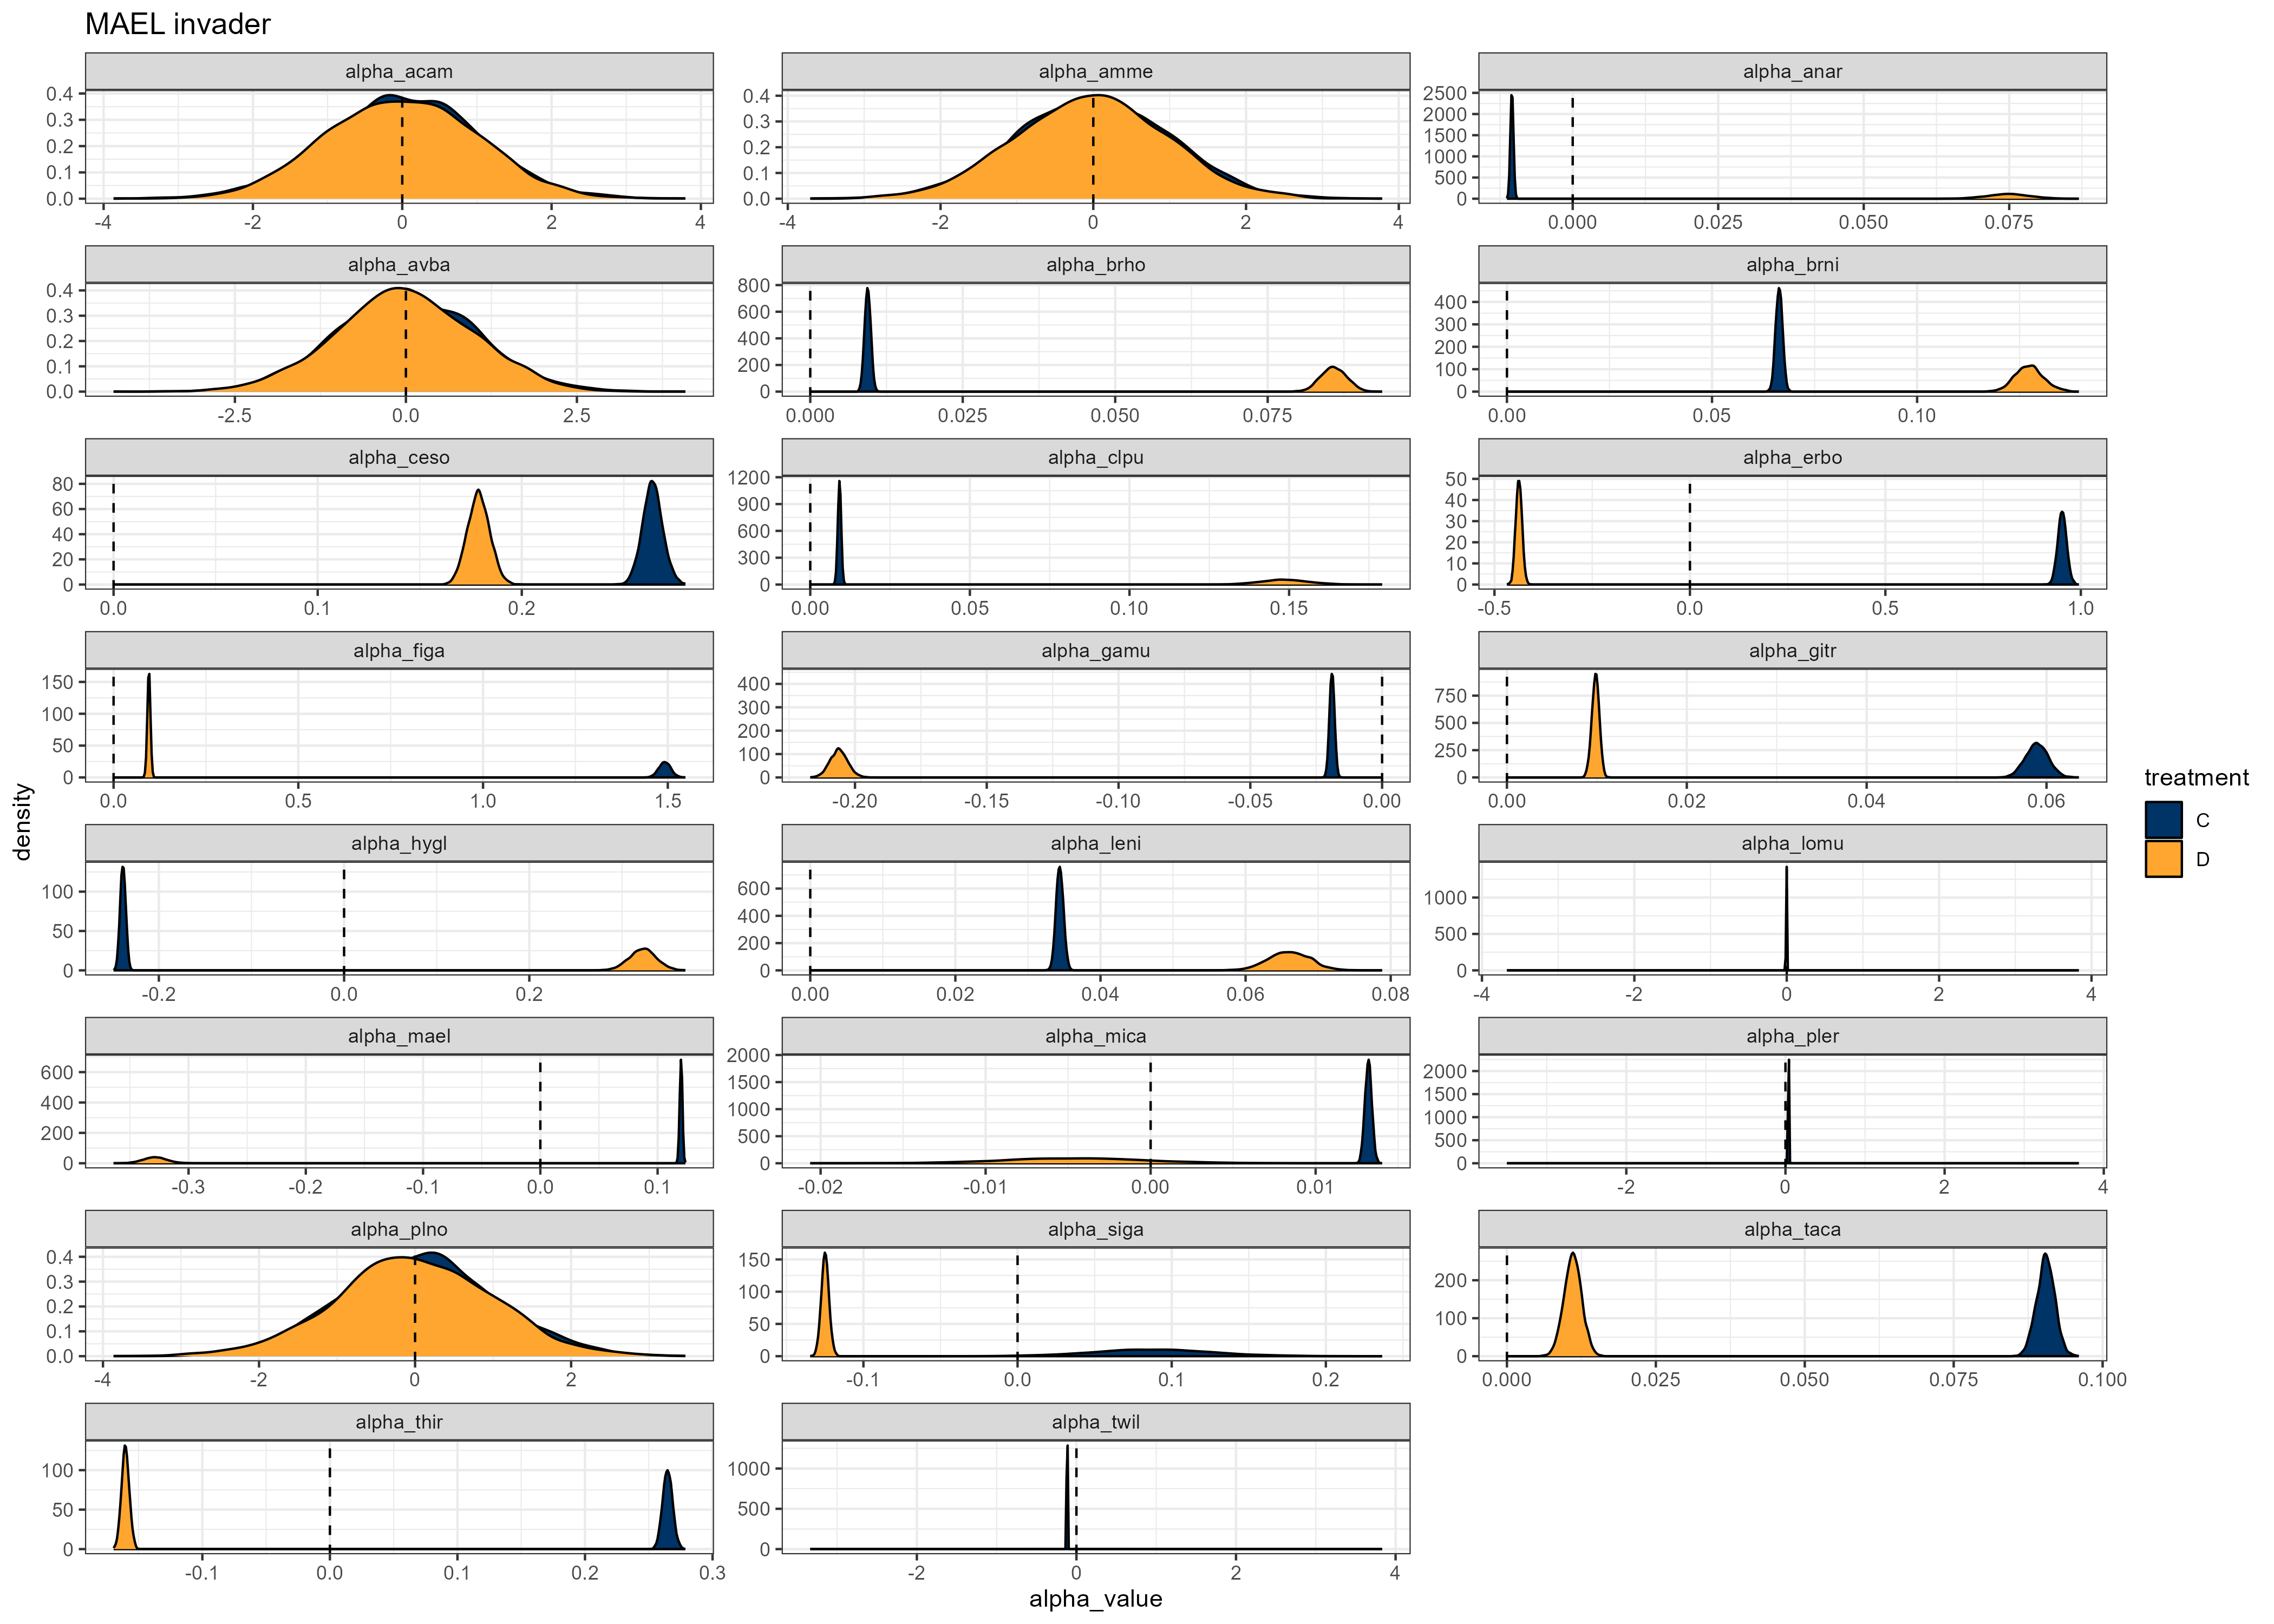 MAEL invader
alpha_acam alpha_amme alpha_anar
0.4 0.3 0.2 0.1 0.0
-4 -2 0 2 4
0.4 0.3 0.2 0.1 0.0
-4 -2 0 2 4
2500 2000 1500 1000 500 0
0.000 0.025 0.050 0.075
alpha_avba alpha_brho alpha_brni
0.4 0.3 0.2 0.1 0.0
-2.5 0.0 2.5
800 600 400 200 0
0.000 0.025 0.050 0.075
400 300 200 100 0
0.00 0.05 0.10
alpha_ceso alpha_clpu alpha_erbo
80 60 40 20 0
0.0 0.1 0.2
1200 900 600 300 0
0.00 0.05 0.10 0.15
50 40 30 20 10 0
-0.5 0.0 0.5 1.0
alpha_figa alpha_gamu alpha_gitr
150 100 50 0
0.0 0.5 1.0 1.5
400 300 200 100 0
-0.20 -0.15 -0.10 -0.05 0.00
750 500 250 0
0.00 0.02 0.04 0.06
alpha_hygl alpha_leni alpha_lomu
100 50 0
-0.2 0.0 0.2
600 400 200 0
0.00 0.02 0.04 0.06 0.08
1000 500 0
-4 -2 0 2 4
alpha_mael alpha_mica alpha_pler
600 400 200 0
-0.3 -0.2 -0.1 0.0 0.1
2000 1500 1000 500 0
-0.02 -0.01 0.00 0.01
2000 1500 1000 500 0
-2 0 2 4
alpha_plno alpha_siga alpha_taca
0.4 0.3 0.2 0.1 0.0
-4 -2 0 2
150 100 50 0
-0.1 0.0 0.1 0.2
200 100 0
0.000 0.025 0.050 0.075 0.100
alpha_thir alpha_twil
100 50 0
-0.1 0.0 0.1 0.2 0.3
1000 500 0
-2 0 2 4
density
alpha_value
treatment
C
D